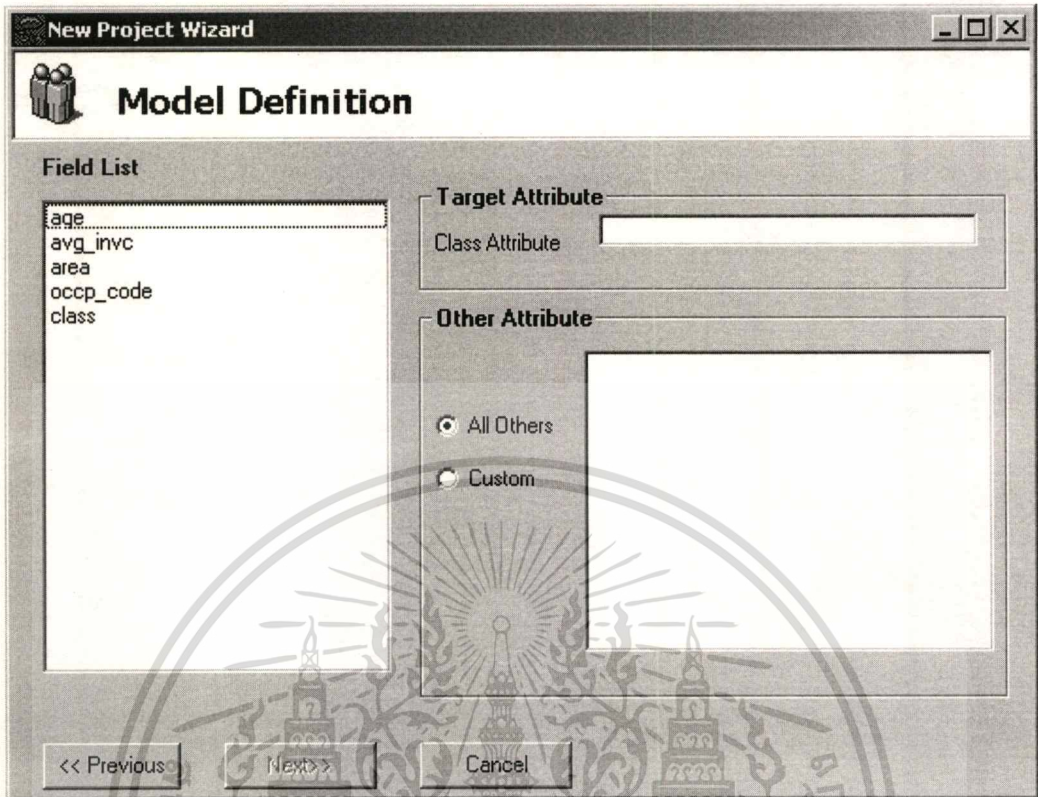 New Project Wizard
Model Definition
Field List
age
avg_invc
area
occp_code
class
Target Attribute
Class Attribute
Other Attribute
All Others
Custom
<< Previous
Next>>
Cancel